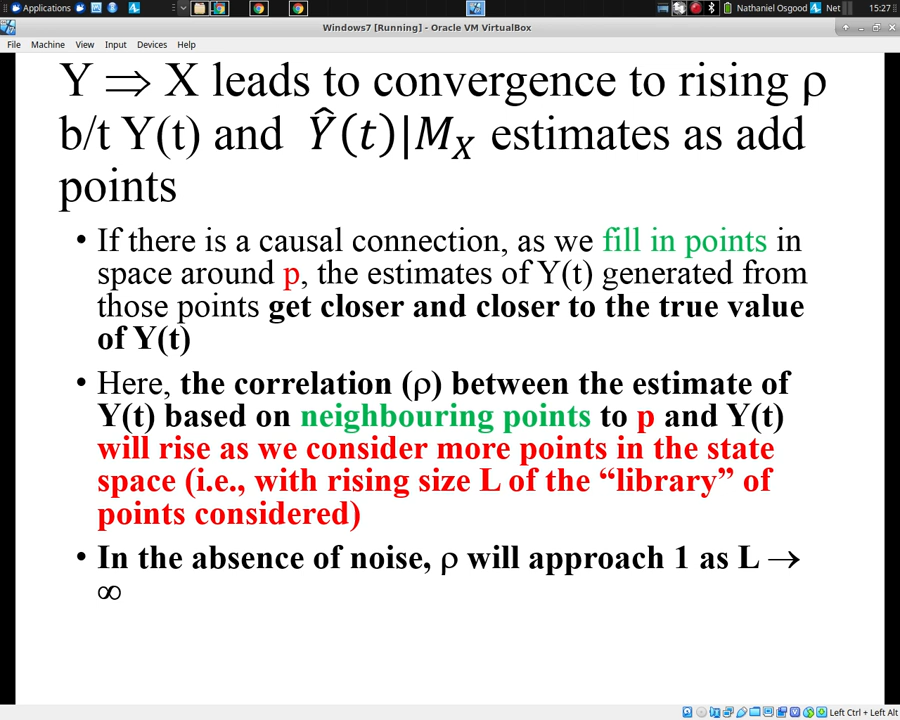 Applications
Nathaniel Osgood
Net
15:27
Windows7 [Running] - Oracle VM VirtualBox
File Machine View Input Devices Help
Y ⇒ X leads to convergence to rising ρ
b/t Y(t) and Ŷ(t)|M_X estimates as add
points
• If there is a causal connection, as we fill in points in
space around p, the estimates of Y(t) generated from
those points get closer and closer to the true value
of Y(t)
• Here, the correlation (ρ) between the estimate of
Y(t) based on neighbouring points to p and Y(t)
will rise as we consider more points in the state
space (i.e., with rising size L of the “library” of
points considered)
• In the absence of noise, ρ will approach 1 as L →
∞
Left Ctrl + Left Alt